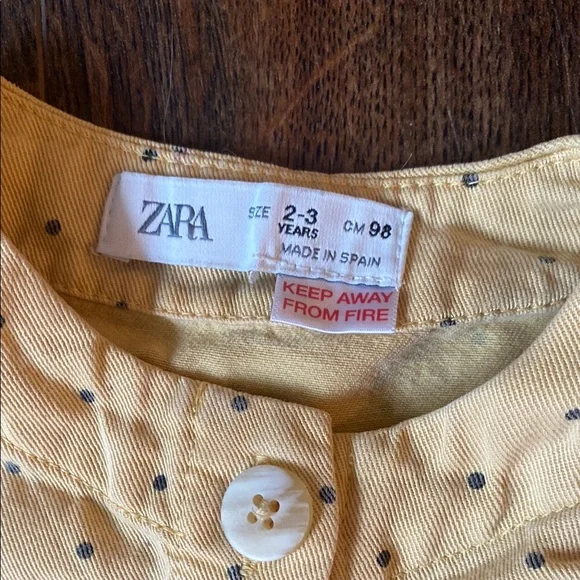 ZARA
SIZE 2-3 YEARS CM 98
MADE IN SPAIN
KEEP AWAY
FROM FIRE